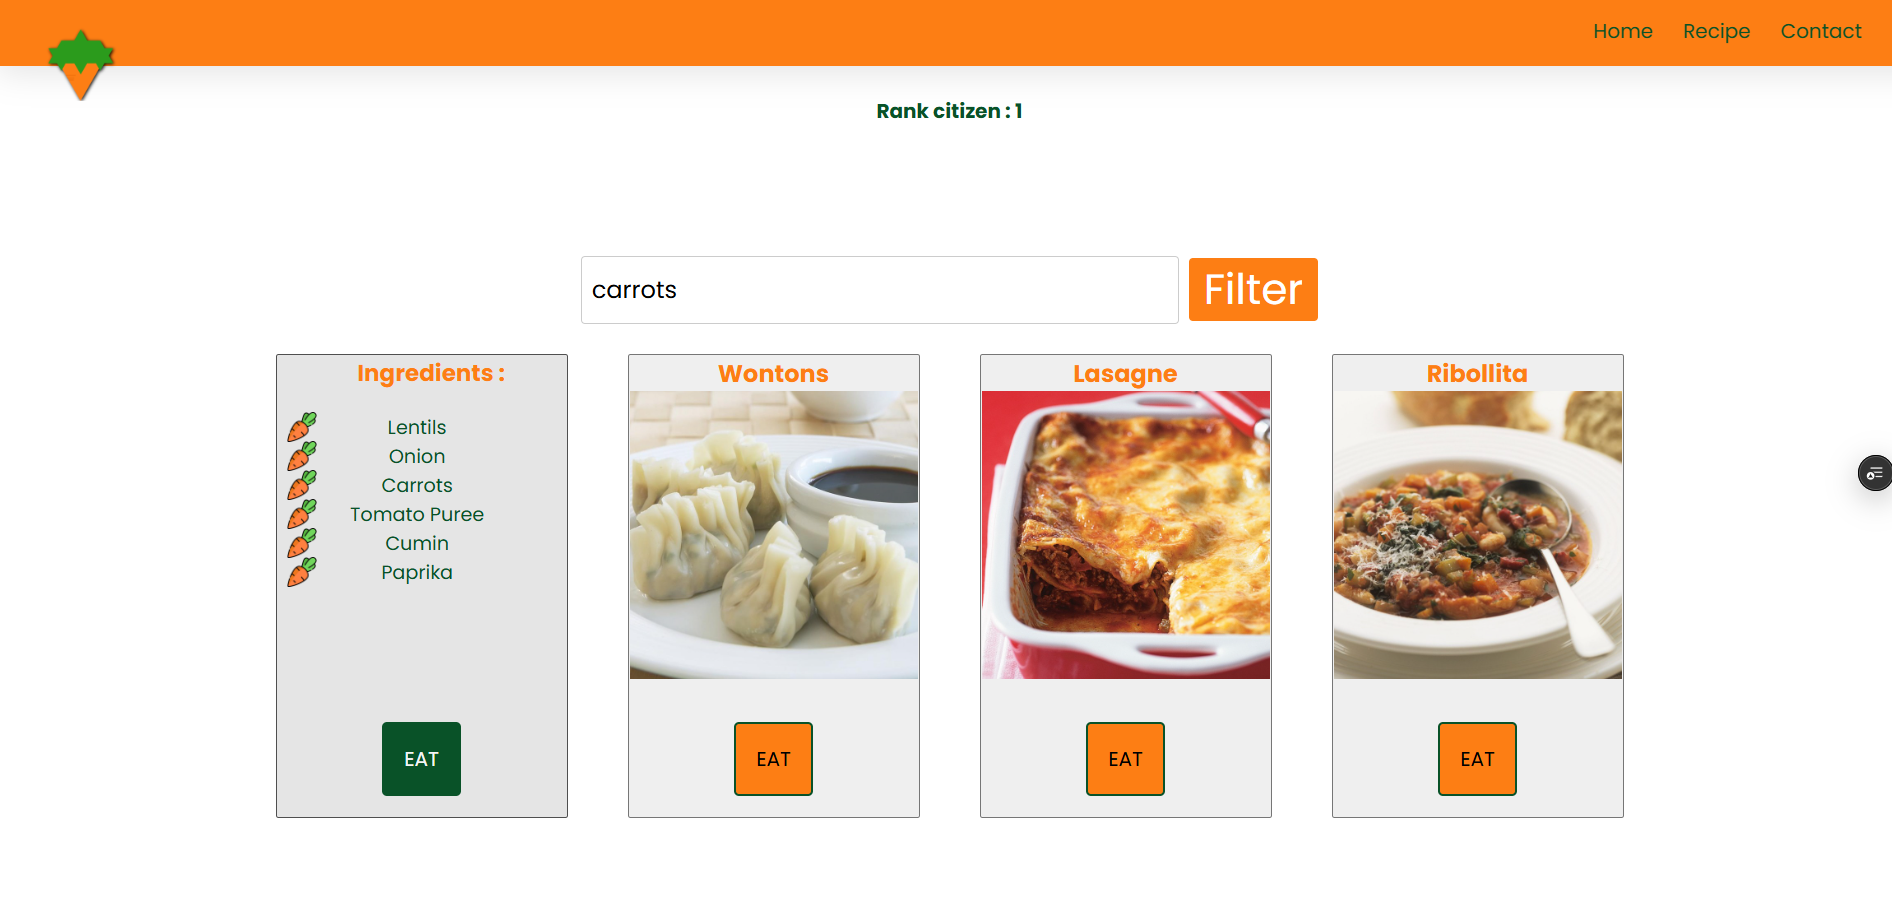 Home Recipe Contact
Rank citizen : 1
carrots
Filter
Ingredients :
Lentils
Onion
Carrots
Tomato Puree
Cumin
Paprika
EAT
Wontons
EAT
Lasagne
EAT
Ribollita
EAT